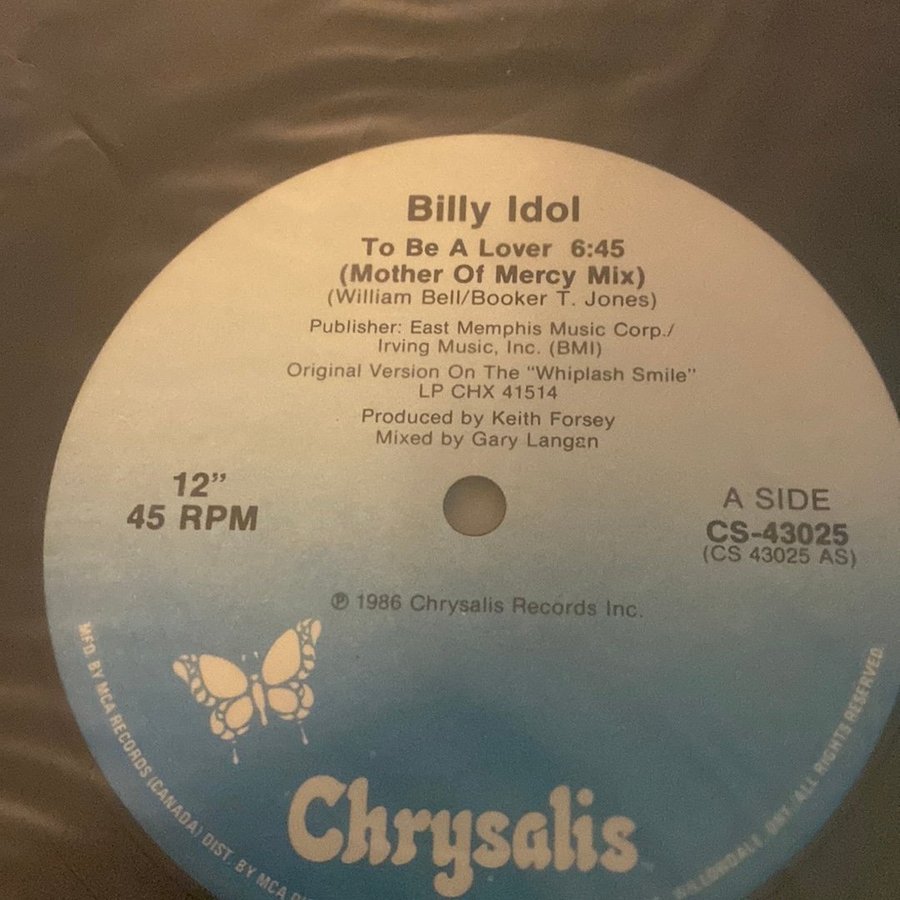 Billy Idol
To Be A Lover 6:45
(Mother Of Mercy Mix)
(William Bell/Booker T. Jones)
Publisher: East Memphis Music Corp./
Irving Music, Inc. (BMI)
Original Version On The "Whiplash Smile"
LP CHX 41514
Produced by Keith Forsey
Mixed by Gary Langan
12"
45 RPM
A SIDE
CS-43025
(CS 43025 AS)
℗ 1986 Chrysalis Records Inc.
Chrysalis
MFD. BY MCA RECORDS (CANADA) DIST. BY MCA
WILLOWDALE, ONT. ALL RIGHTS RESERVED.